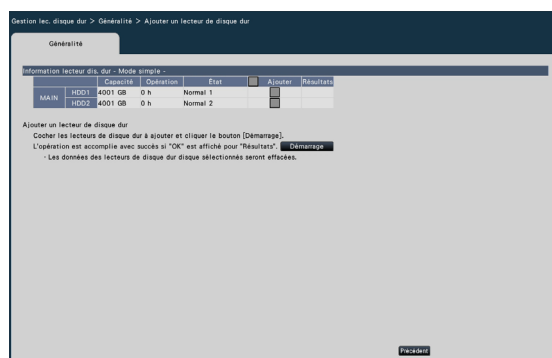 Gestion lec. disque dur > Généralité > Ajouter un lecteur de disque dur
Généralité
Information lecteur dis. dur - Mode simple -
Capacité Opération État Ajouter Résultats
MAIN HDD1 4001 GB 0 h Normal 1
HDD2 4001 GB 0 h Normal 2
Ajouter un lecteur de disque dur
Cocher les lecteurs de disque dur à ajouter et cliquer le bouton [Démarrage].
L'opération est accomplie avec succès si "OK" est affiché pour "Résultats". Démarrage
· Les données des lecteurs de disque dur disque sélectionnés seront effacées.
Précedent